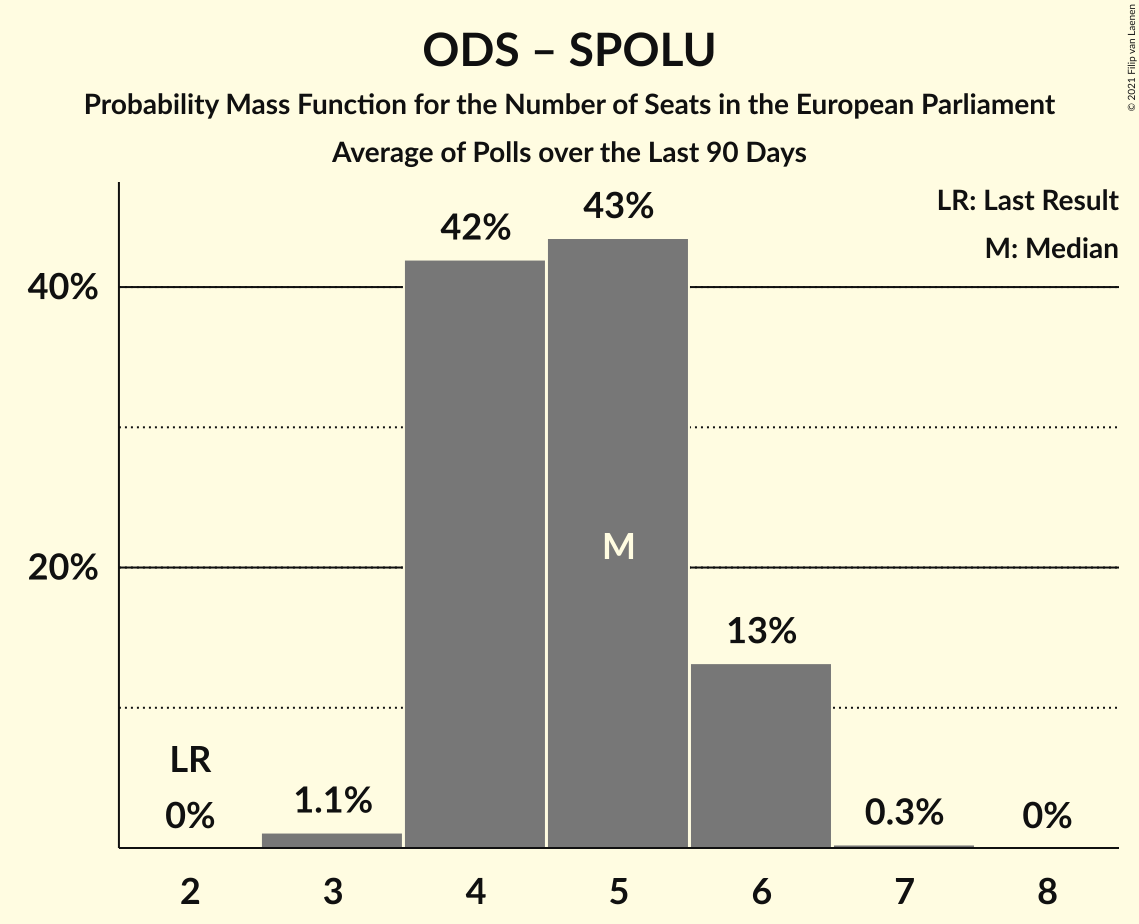 ODS – SPOLU
Probability Mass Function for the Number of Seats in the European Parliament
Average of Polls over the Last 90 Days
© 2021 Filip van Laenen
LR: Last Result
M: Median
43%
42%
40%
M
20%
13%
LR
1.1%
0%
0.3%
0%
2 3 4 5 6 7 8